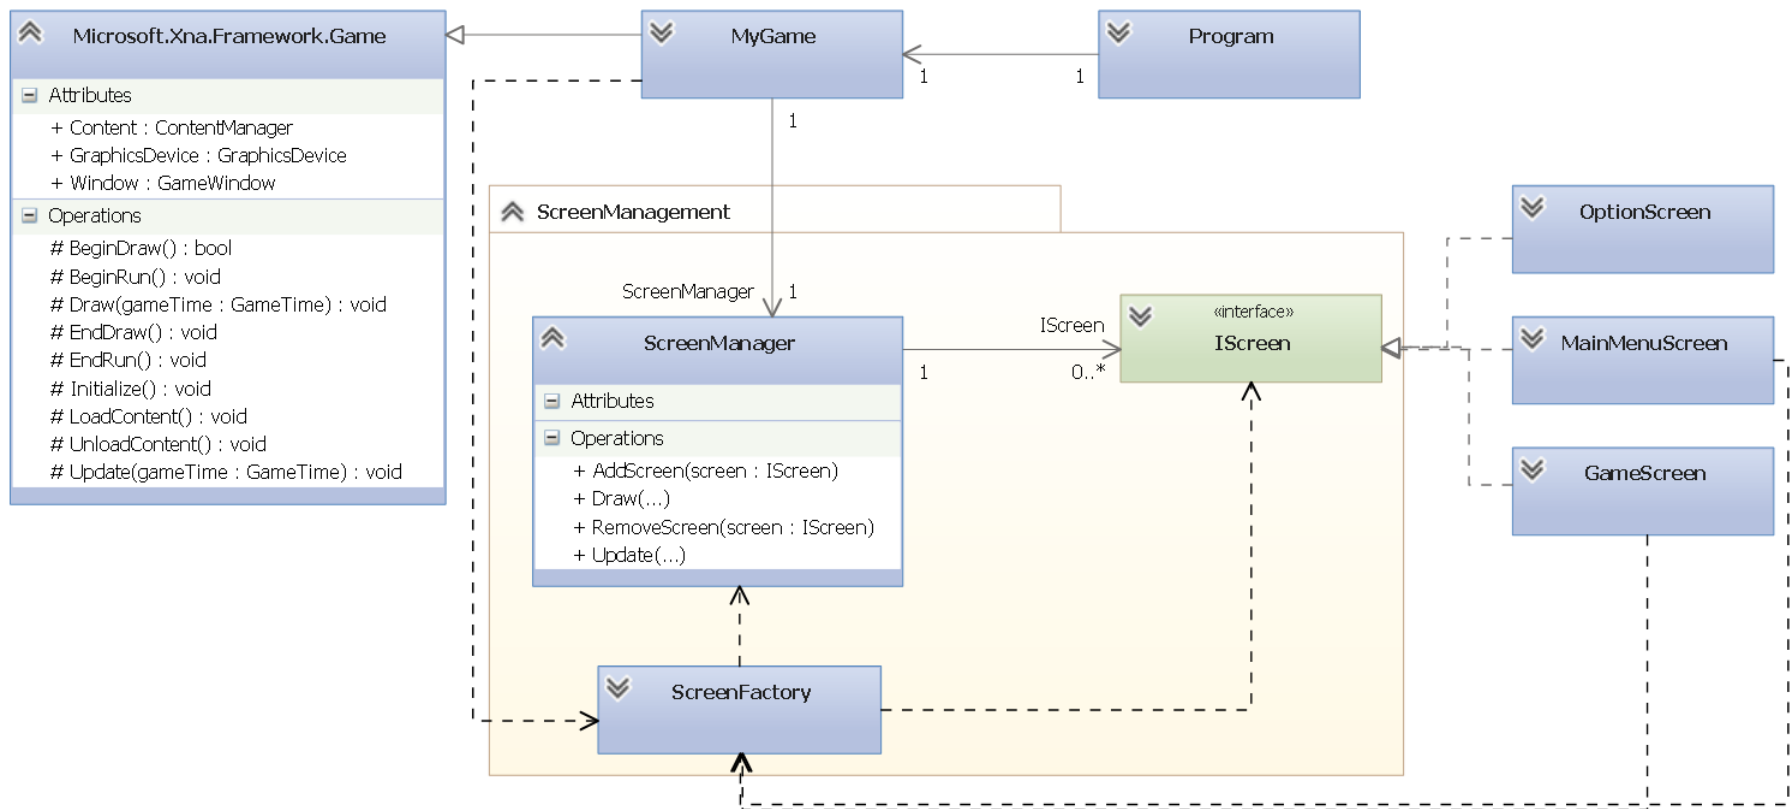 Microsoft.Xna.Framework.Game
Attributes
+ Content : ContentManager
+ GraphicsDevice : GraphicsDevice
+ Window : GameWindow
Operations
# BeginDraw() : bool
# BeginRun() : void
# Draw(gameTime : GameTime) : void
# EndDraw() : void
# EndRun() : void
# Initialize() : void
# LoadContent() : void
# UnloadContent() : void
# Update(gameTime : GameTime) : void
MyGame
Program
1
1
1
ScreenManagement
ScreenManager
1
ScreenManager
Attributes
Operations
+ AddScreen(screen : IScreen)
+ Draw(...)
+ RemoveScreen(screen : IScreen)
+ Update(...)
IScreen
1
0..*
«interface»
IScreen
OptionScreen
MainMenuScreen
GameScreen
ScreenFactory